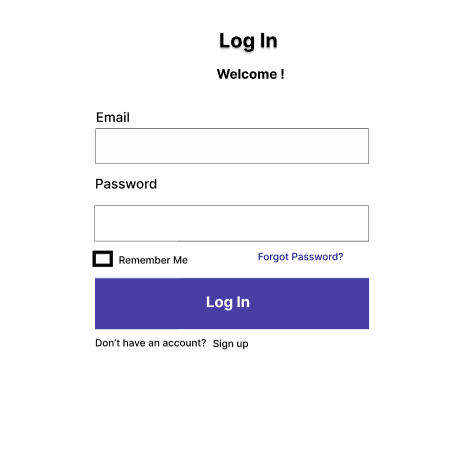 Log In
Welcome !
Email
Password
Remember Me Forgot Password?
Log In
Don't have an account? Sign up